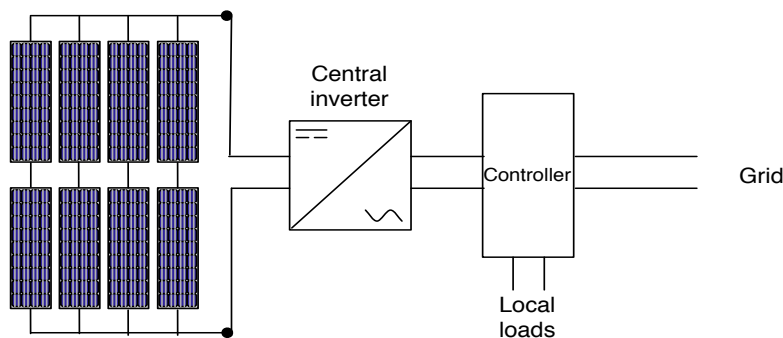 Central
inverter
Controller
Grid
Local
loads